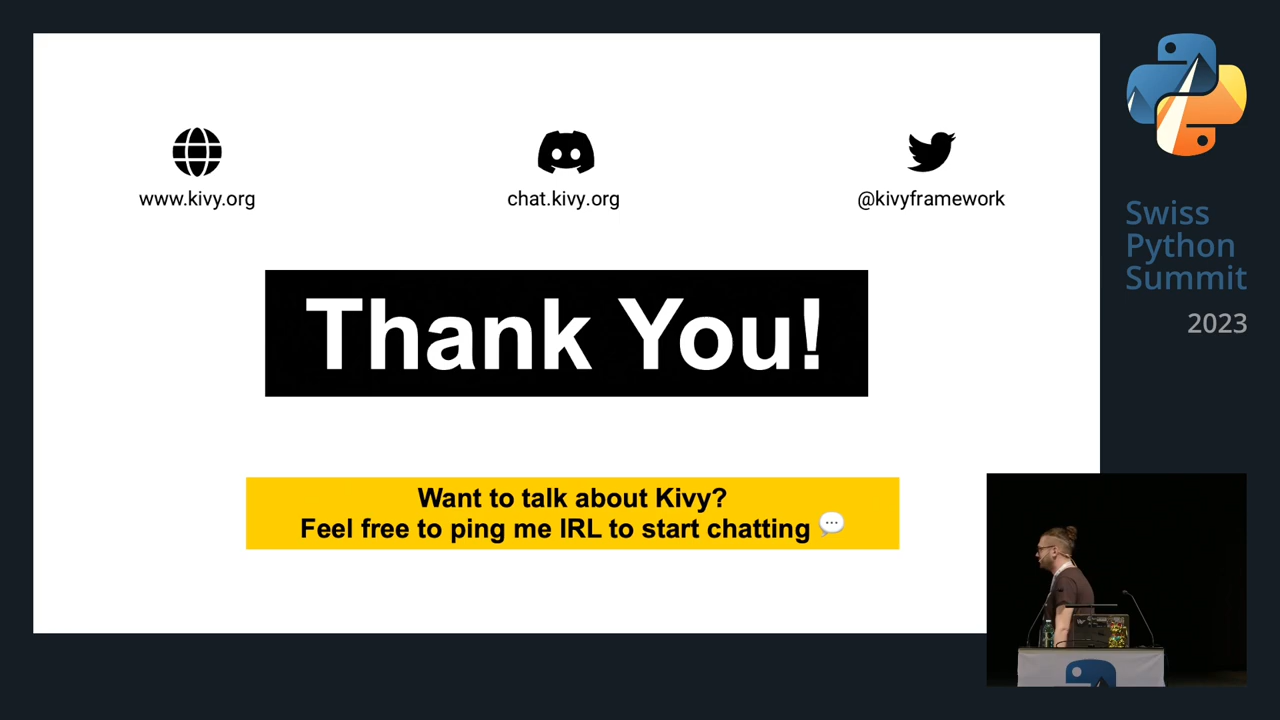 www.kivy.org
chat.kivy.org
@kivyframework
Thank You!
Want to talk about Kivy?
Feel free to ping me IRL to start chatting 💬
Swiss
Python
Summit
2023